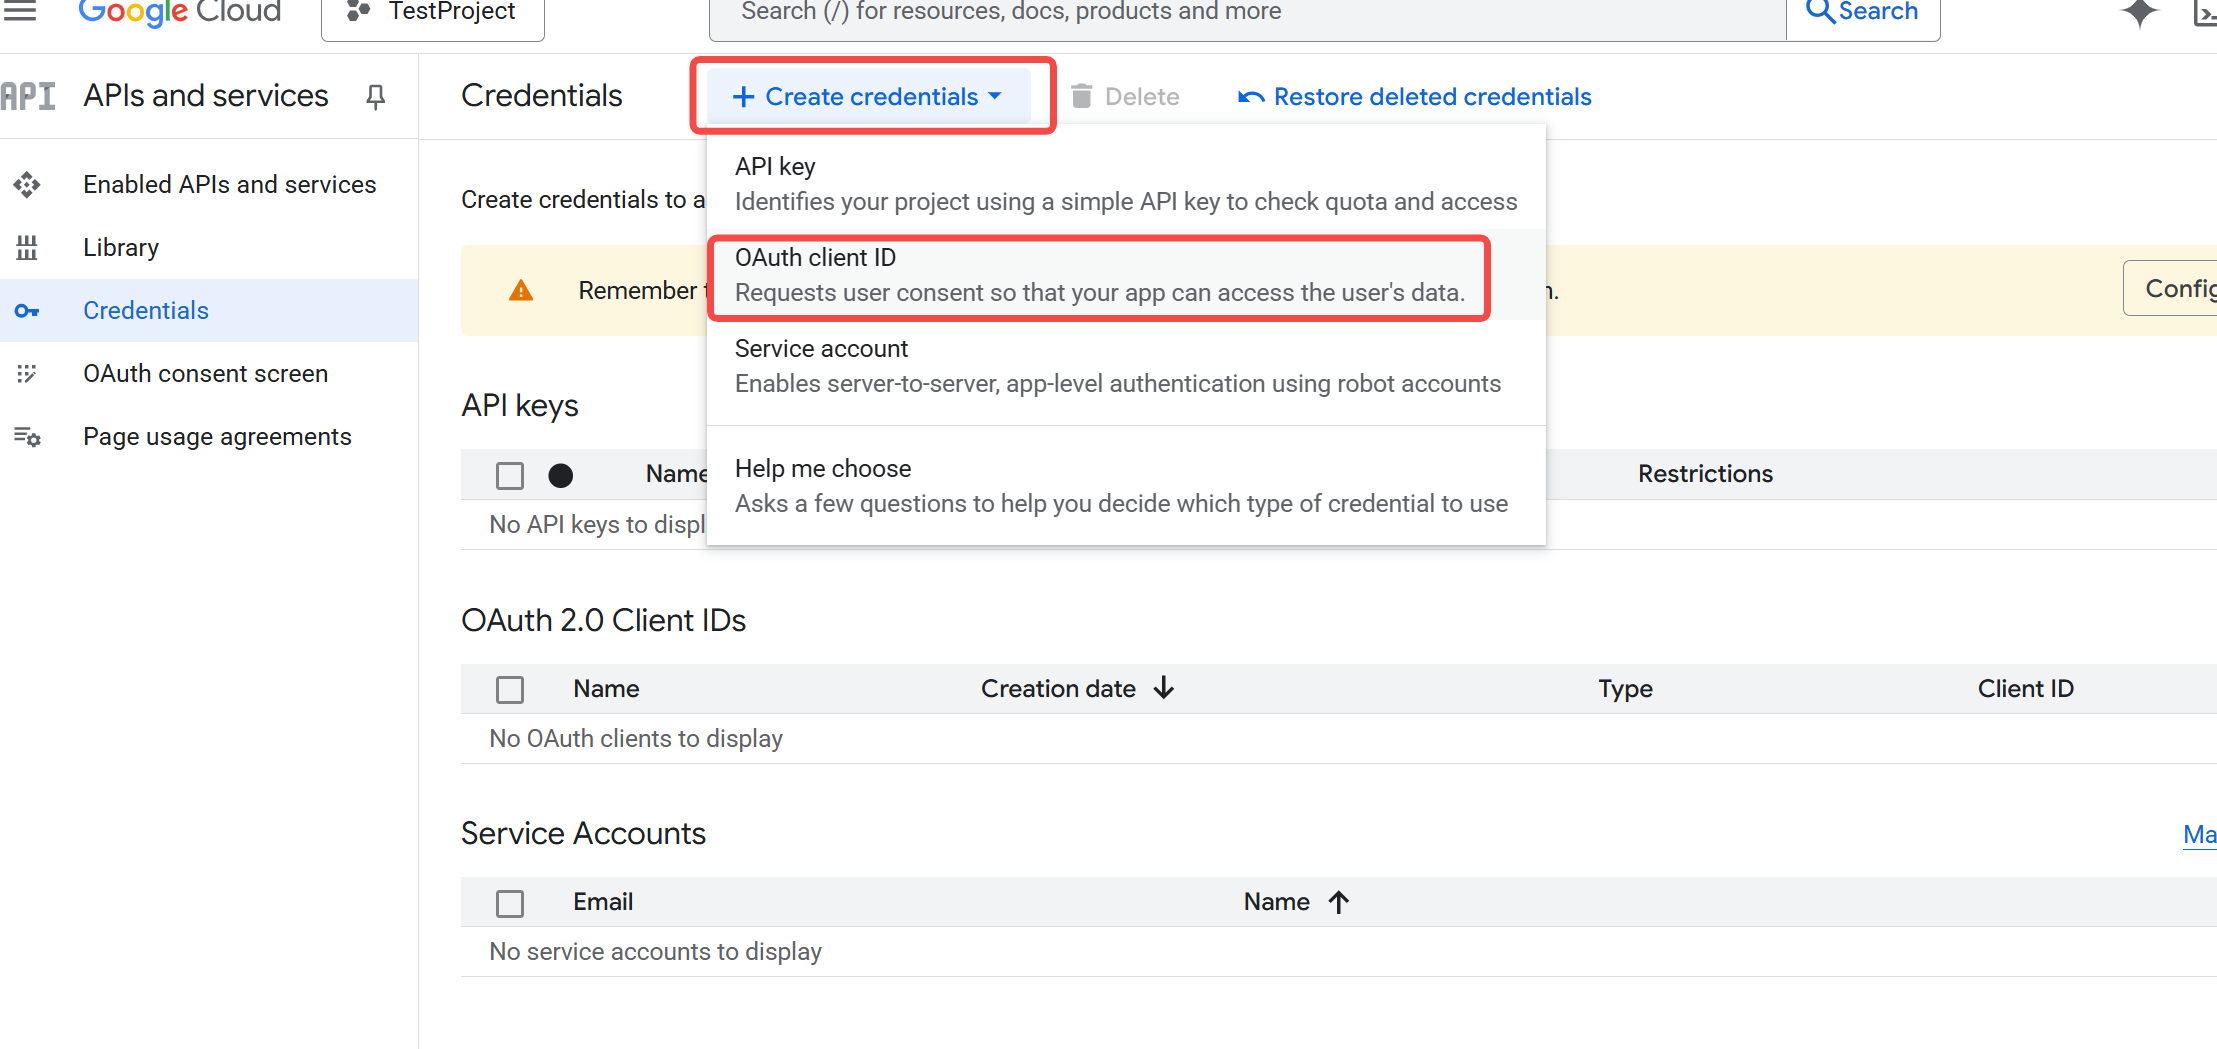 Google Cloud
TestProject
Search (/) for resources, docs, products and more
Search
API
APIs and services
Credentials
Create credentials
Delete
Restore deleted credentials
Enabled APIs and services
Library
Credentials
OAuth consent screen
Page usage agreements
Create credentials to a
API key
Identifies your project using a simple API key to check quota and access
Remember
OAuth client ID
Requests user consent so that your app can access the user's data.
Config
Service account
Enables server-to-server, app-level authentication using robot accounts
Help me choose
Asks a few questions to help you decide which type of credential to use
API keys
Name
Restrictions
No API keys to displ
OAuth 2.0 Client IDs
Name
Creation date
Type
Client ID
No OAuth clients to display
Service Accounts
Ma
Email
Name
No service accounts to display